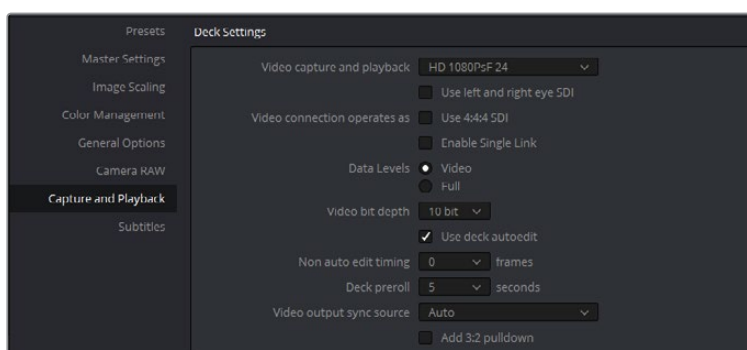 Presets
Master Settings
Image Scaling
Color Management
General Options
Camera RAW
Capture and Playback
Subtitles
Deck Settings
Video capture and playback HD 1080PsF 24
Use left and right eye SDI
Video connection operates as Use 4:4:4 SDI
Enable Single Link
Data Levels Video
Full
Video bit depth 10 bit
Use deck autoedit
Non auto edit timing 0 frames
Deck preroll 5 seconds
Video output sync source Auto
Add 3:2 pulldown